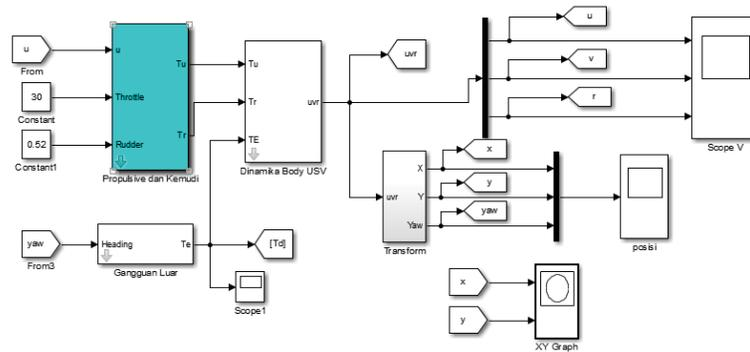 u
From
30
Constant
0.52
Constant1
u
Throttle
Rudder
Tu
Tr
Propulsive dan Kemudi
Tu
Tr
TE
uvr
Dinamika Body USV
uvr
u
v
r
Scope V
uvr
X
Y
Yaw
Transform
x
y
yaw
posisi
yaw
From3
Heading
Te
Gangguan Luar
[Td]
Scope1
x
y
XY Graph